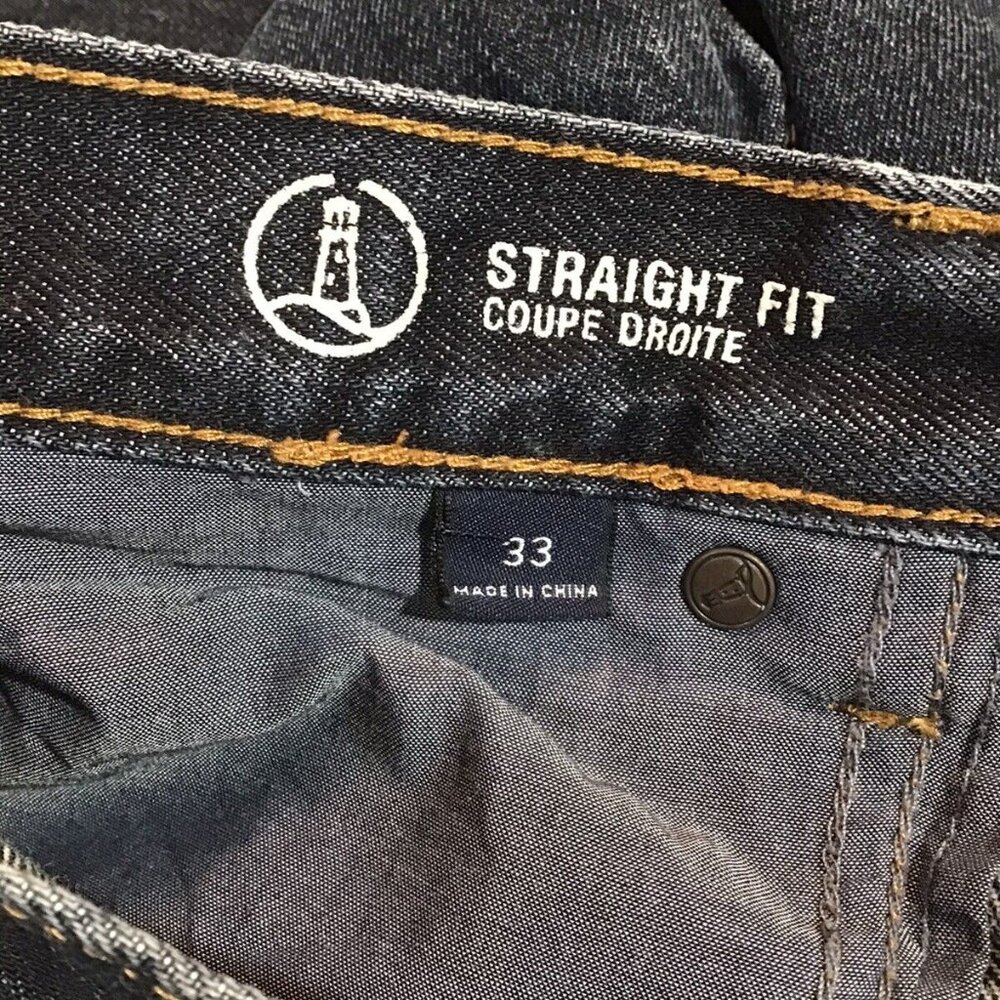 STRAIGHT FIT
COUPE DROITE
33
MADE IN CHINA